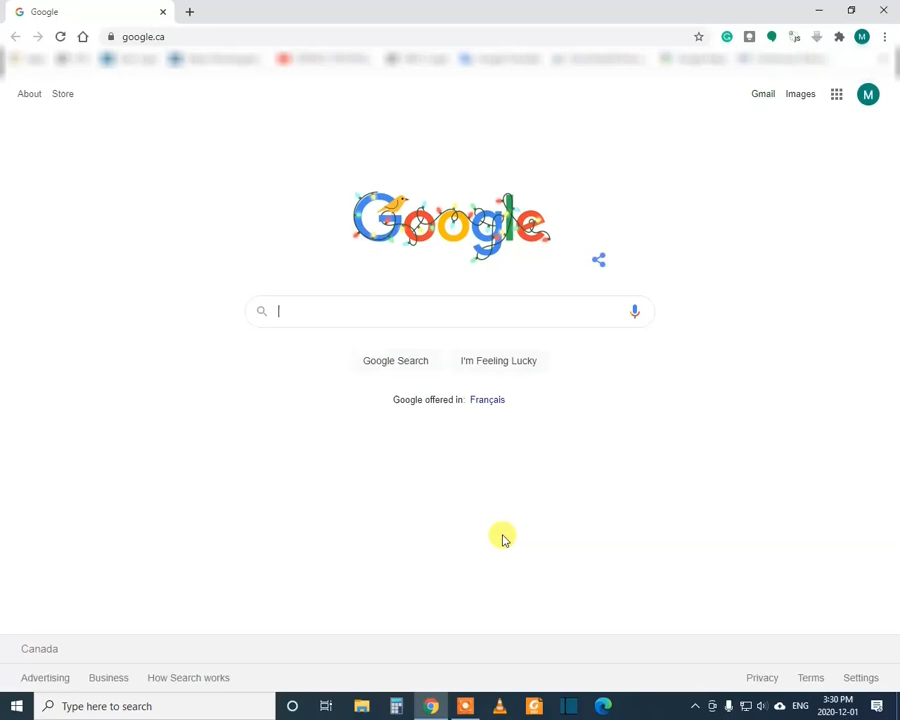 Google
google.ca
M
About Store
Gmail Images
M
Google
Google Search I'm Feeling Lucky
Google offered in: Français
Canada
Advertising Business How Search works
Privacy Terms Settings
Type here to search
ENG
3:30 PM
2020-12-01